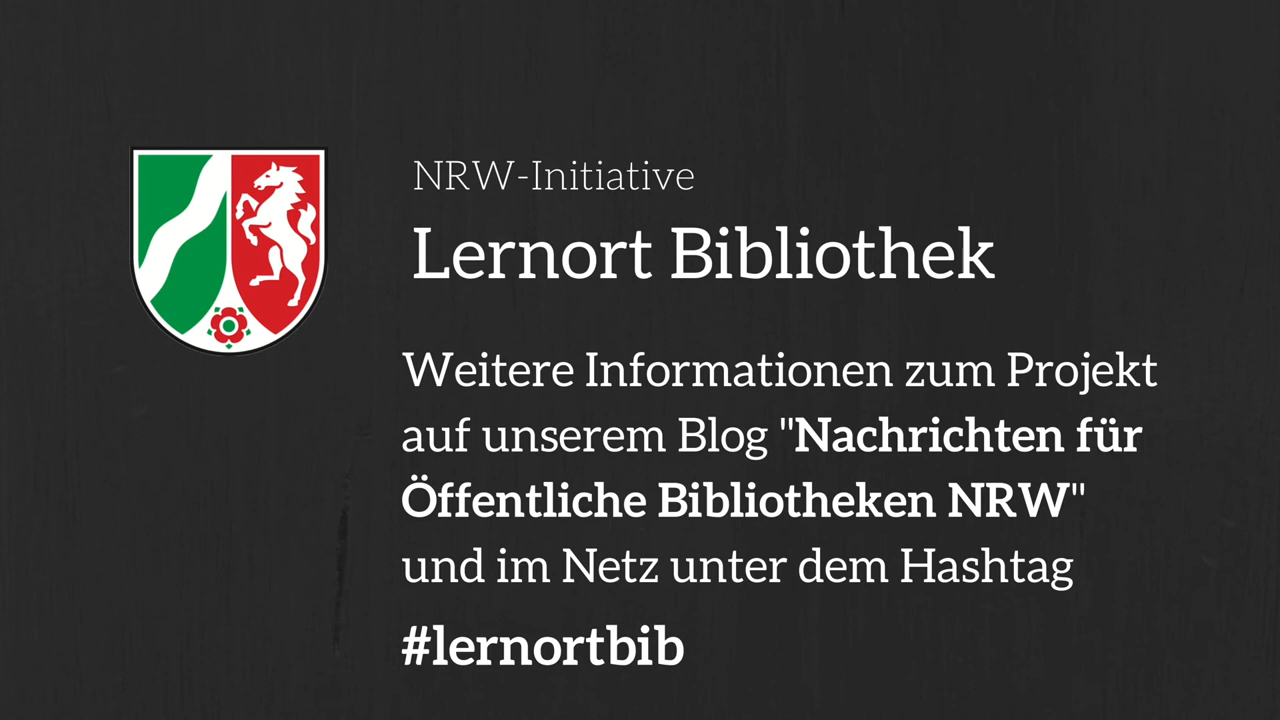 NRW-Initiative
Lernort Bibliothek
Weitere Informationen zum Projekt
auf unserem Blog "Nachrichten für
Öffentliche Bibliotheken NRW"
und im Netz unter dem Hashtag
#lernortbib